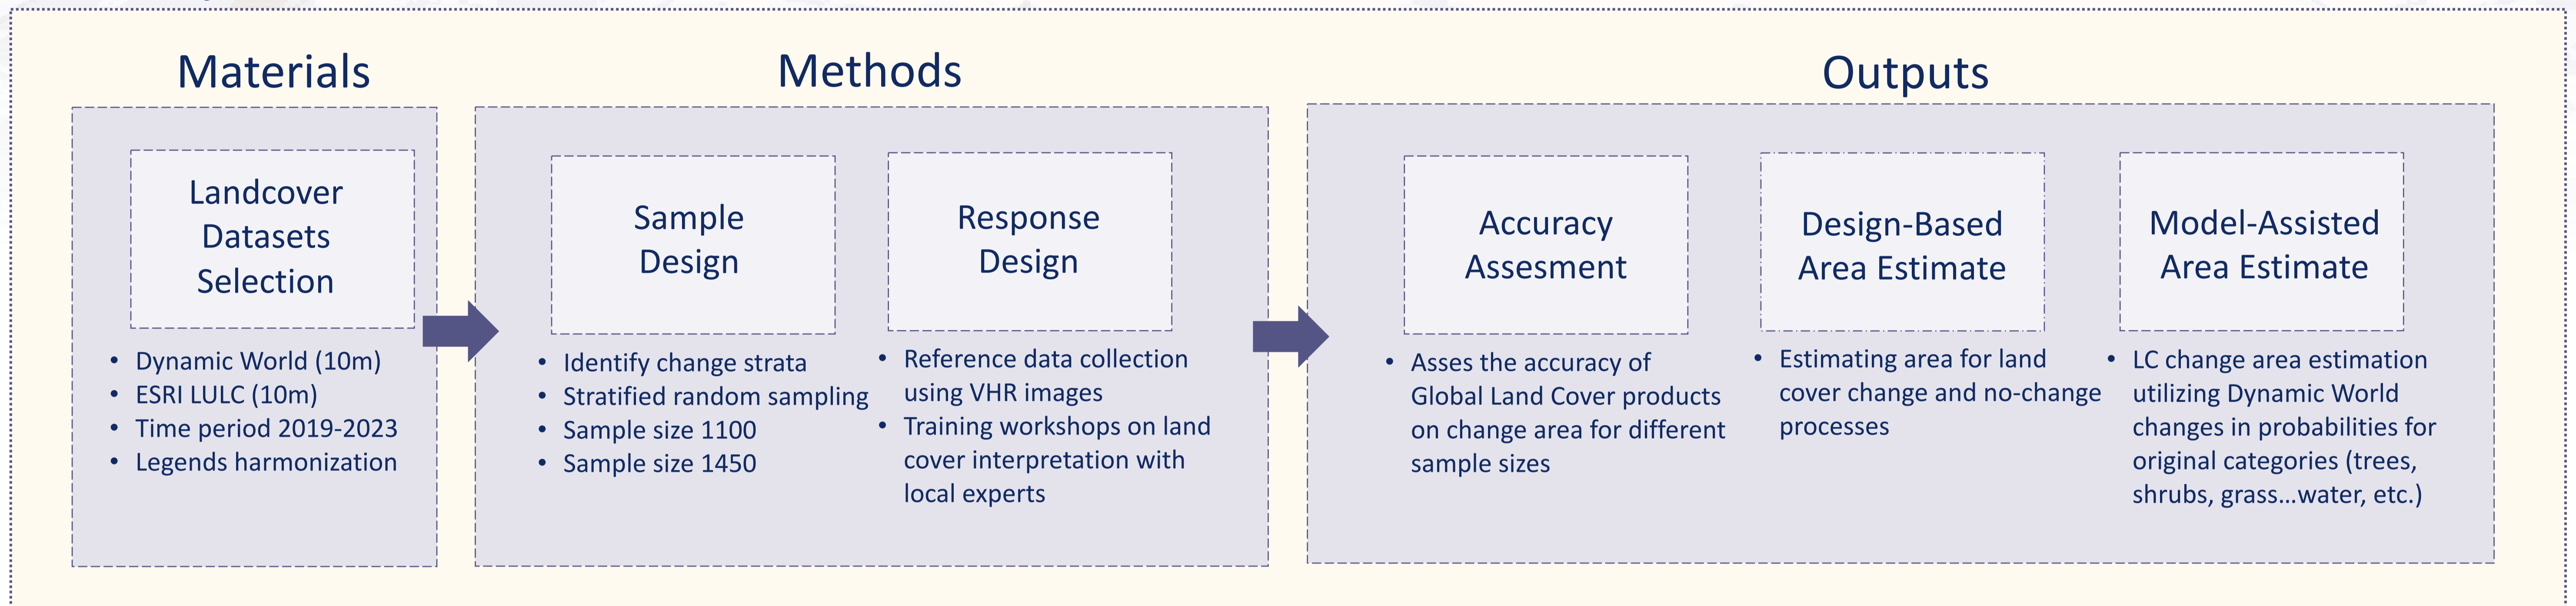 Materials
Landcover
Datasets
Selection
• Dynamic World (10m)
• ESRI LULC (10m)
• Time period 2019-2023
• Legends harmonization
Methods
Sample
Design
• Identify change strata
• Stratified random sampling
• Sample size 1100
• Sample size 1450
Response
Design
• Reference data collection
using VHR images
• Training workshops on land
cover interpretation with
local experts
Outputs
Accuracy
Assesment
• Asses the accuracy of
Global Land Cover products
on change area for different
sample sizes
Design-Based
Area Estimate
• Estimating area for land
cover change and no-change
processes
Model-Assisted
Area Estimate
• LC change area estimation
utilizing Dynamic World
changes in probabilities for
original categories (trees,
shrubs, grass...water, etc.)